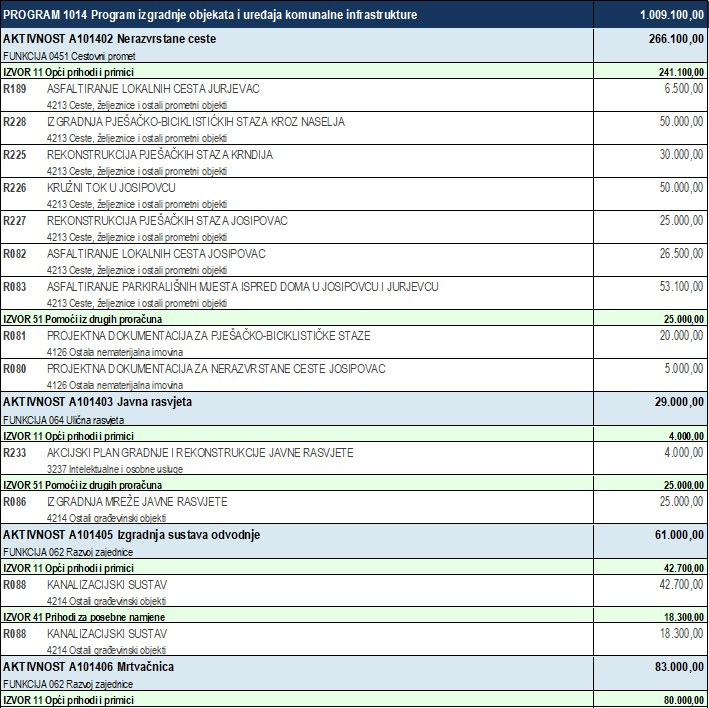 PROGRAM 1014 Program izgradnje objekata i uređaja komunalne infrastrukture 1.009.100,00
AKTIVNOST A101402 Nerazvrstane ceste 266.100,00
FUNKCIJA 0451 Cestovni promet
IZVOR 11 Opći prihodi i primici 241.100,00
R189 ASFALTIRANJE LOKALNIH CESTA JURJEVAC 6.500,00
4213 Ceste, željeznice i ostali prometni objekti
R228 IZGRADNJA PJEŠAČKO-BICIKLISTIČKIH STAZA KROZ NASELJA 50.000,00
4213 Ceste, željeznice i ostali prometni objekti
R225 REKONSTRUKCIJA PJEŠAČKIH STAZA KRNDIJA 30.000,00
4213 Ceste, željeznice i ostali prometni objekti
R226 KRUŽNI TOK U JOSIPOVCU 50.000,00
4213 Ceste, željeznice i ostali prometni objekti
R227 REKONSTRUKCIJA PJEŠAČKIH STAZA JOSIPOVAC 25.000,00
4213 Ceste, željeznice i ostali prometni objekti
R082 ASFALTIRANJE LOKALNIH CESTA JOSIPOVAC 26.500,00
4213 Ceste, željeznice i ostali prometni objekti
R083 ASFALTIRANJE PARKIRALIŠNIH MJESTA ISPRED DOMA U JOSIPOVCU I JURJEVCU 53.100,00
4213 Ceste, željeznice i ostali prometni objekti
IZVOR 51 Pomoći iz drugih proračuna 25.000,00
R081 PROJEKTNA DOKUMENTACIJA ZA PJEŠAČKO-BICIKLISTIČKE STAZE 20.000,00
4126 Ostala nematerijalna imovina
R080 PROJEKTNA DOKUMENTACIJA ZA NERAZVRSTANE CESTE JOSIPOVAC 5.000,00
4126 Ostala nematerijalna imovina
AKTIVNOST A101403 Javna rasvjeta 29.000,00
FUNKCIJA 064 Ulična rasvjeta
IZVOR 11 Opći prihodi i primici 4.000,00
R233 AKCIJSKI PLAN GRADNJE I REKONSTRUKCIJE JAVNE RASVJETE 4.000,00
3237 Intelektualne i osobne usluge
IZVOR 51 Pomoći iz drugih proračuna 25.000,00
R086 IZGRADNJA MREŽE JAVNE RASVJETE 25.000,00
4214 Ostali građevinski objekti
AKTIVNOST A101405 Izgradnja sustava odvodnje 61.000,00
FUNKCIJA 062 Razvoj zajednice
IZVOR 11 Opći prihodi i primici 42.700,00
R088 KANALIZACIJSKI SUSTAV 42.700,00
4214 Ostali građevinski objekti
IZVOR 41 Prihodi za posebne namjene 18.300,00
R088 KANALIZACIJSKI SUSTAV 18.300,00
4214 Ostali građevinski objekti
AKTIVNOST A101406 Mrtvačnica 83.000,00
FUNKCIJA 062 Razvoj zajednice
IZVOR 11 Opći prihodi i primici 80.000,00